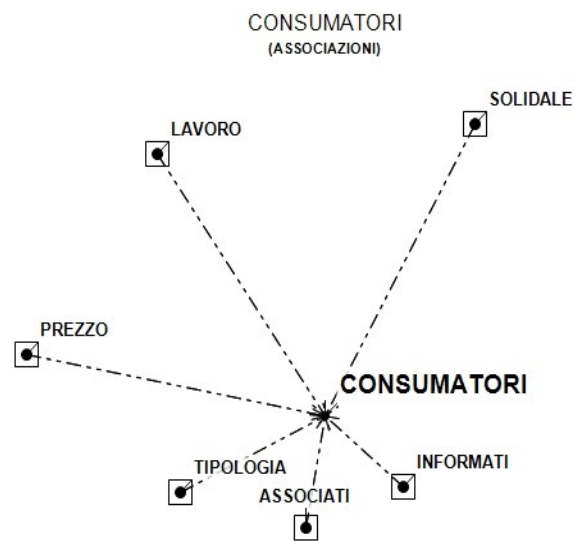 CONSUMATORI
(ASSOCIAZIONI)
SOLIDALE
LAVORO
PREZZO
CONSUMATORI
TIPOLOGIA
INFORMATI
ASSOCIATI